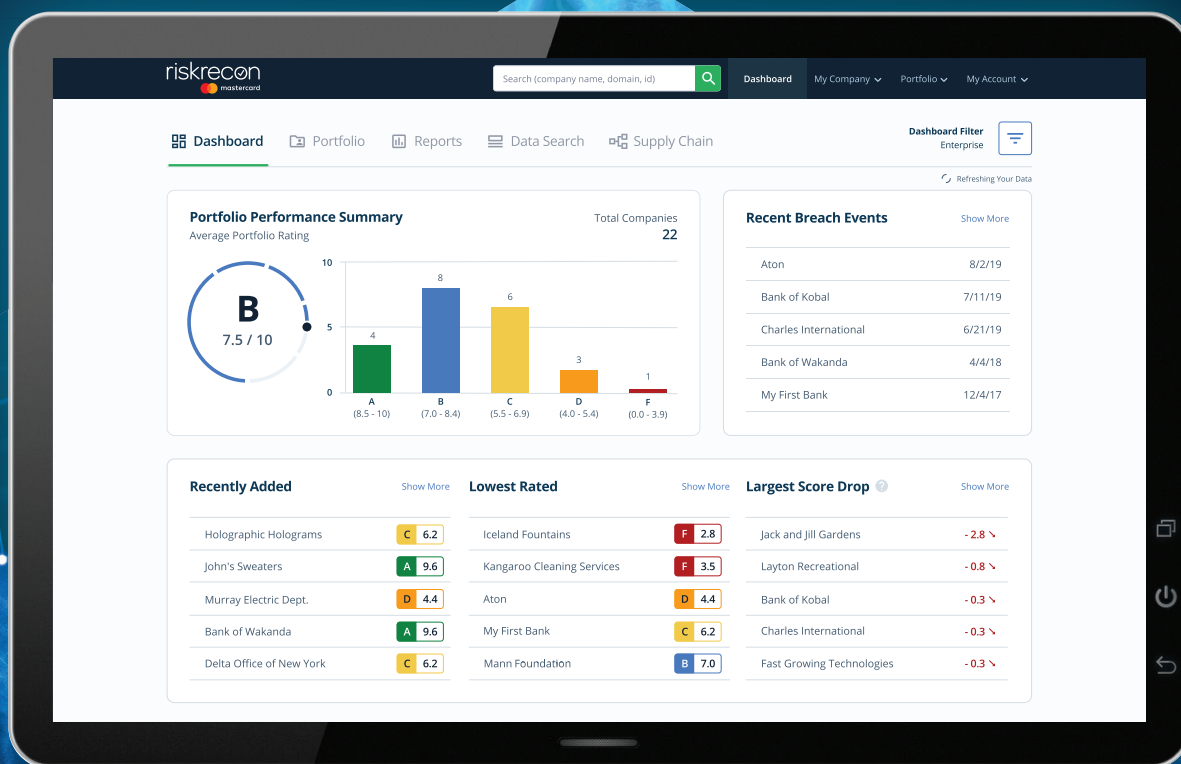 riskrecon
mastercard
Search (company name, domain, id)
Dashboard
My Company
Portfolio
My Account
Dashboard
Portfolio
Reports
Data Search
Supply Chain
Dashboard Filter
Enterprise
Refreshing Your Data
Portfolio Performance Summary
Average Portfolio Rating
Total Companies
22
B
7.5 / 10
10
5
0
4
8
6
3
1
A
(8.5 - 10)
B
(7.0 - 8.4)
C
(5.5 - 6.9)
D
(4.0 - 5.4)
F
(0.0 - 3.9)
Recent Breach Events
Show More
Aton 8/2/19
Bank of Kobal 7/11/19
Charles International 6/21/19
Bank of Wakanda 4/4/18
My First Bank 12/4/17
Recently Added
Show More
Holographic Holograms C 6.2
John's Sweaters A 9.6
Murray Electric Dept. D 4.4
Bank of Wakanda A 9.6
Delta Office of New York C 6.2
Lowest Rated
Show More
Iceland Fountains F 2.8
Kangaroo Cleaning Services F 3.5
Aton D 4.4
My First Bank C 6.2
Mann Foundation B 7.0
Largest Score Drop ?
Show More
Jack and Jill Gardens - 2.8
Layton Recreational - 0.8
Bank of Kobal - 0.3
Charles International - 0.3
Fast Growing Technologies - 0.3